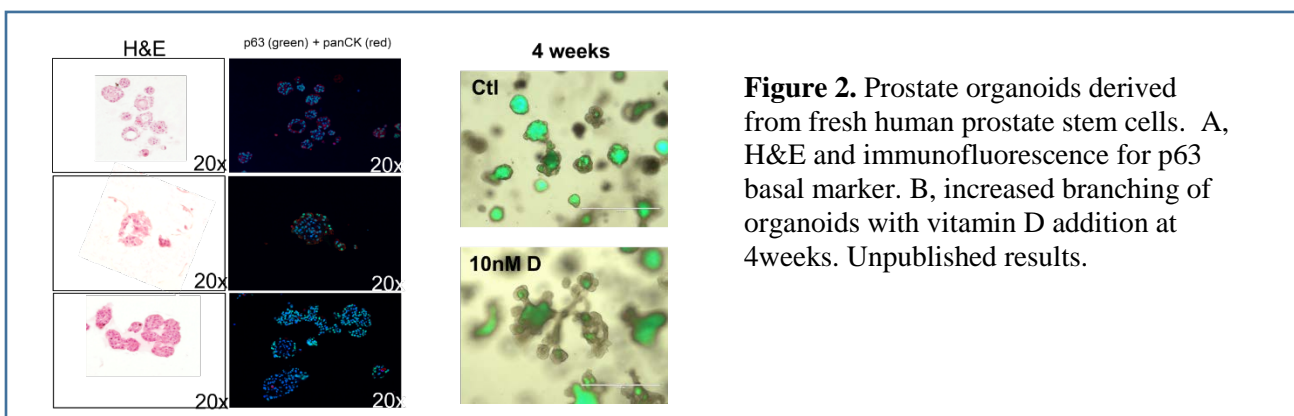 H&E
p63 (green) + panCK (red)
20x
20x
20x
20x
20x
20x
4 weeks
Ctl
10nM D
Figure 2. Prostate organoids derived
from fresh human prostate stem cells. A,
H&E and immunofluorescence for p63
basal marker. B, increased branching of
organoids with vitamin D addition at
4weeks. Unpublished results.